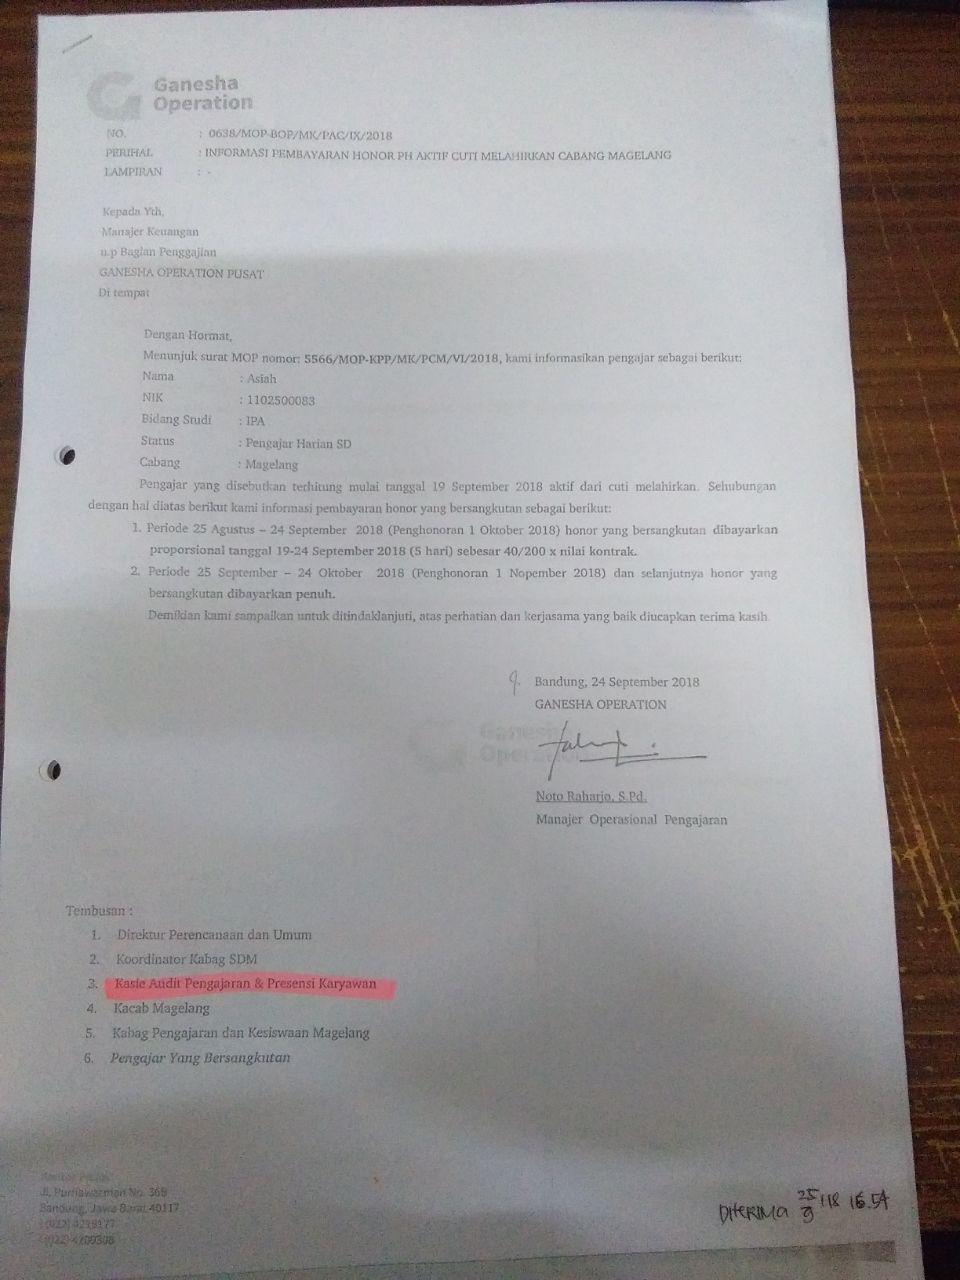 Ganesha
Operation
NO. : 0638/MOP-BOP/MK/PAC/IX/2018
PERIHAL : INFORMASI PEMBAYARAN HONOR PH AKTIF CUTI MELAHIRKAN CABANG MAGELANG
LAMPIRAN : -
Kepada Yth,
Manajer Keuangan
u.p Bagian Penggajian
GANESHA OPERATION PUSAT
Di tempat
Dengan Hormat,
Menunjuk surat MOP nomor: 5566/MOP-KPP/MK/PCM/VI/2018, kami informasikan pengajar sebagai berikut:
Nama : Asiah
NIK : 1102500083
Bidang Studi : IPA
Status : Pengajar Harian SD
Cabang : Magelang
Pengajar yang disebutkan terhitung mulai tanggal 19 September 2018 aktif dari cuti melahirkan. Sehubungan
dengan hal diatas berikut kami informasi pembayaran honor yang bersangkutan sebagai berikut:
1. Periode 25 Agustus – 24 September 2018 (Penghonoran 1 Oktober 2018) honor yang bersangkutan dibayarkan
proporsional tanggal 19-24 September 2018 (5 hari) sebesar 40/200 x nilai kontrak.
2. Periode 25 September – 24 Oktober 2018 (Penghonoran 1 Nopember 2018) dan selanjutnya honor yang
bersangkutan dibayarkan penuh.
Demikian kami sampaikan untuk ditindaklanjuti, atas perhatian dan kerjasama yang baik diucapkan terima kasih.
Bandung, 24 September 2018
GANESHA OPERATION
Ganesha
Operation
Noto Raharjo, S.Pd.
Manajer Operasional Pengajaran
Tembusan :
1. Direktur Perencanaan dan Umum
2. Koordinator Kabag SDM
3. Kasie Audit Pengajaran & Presensi Karyawan
4. Kacab Magelang
5. Kabag Pengajaran dan Kesiswaan Magelang
6. Pengajar Yang Bersangkutan
Jl. Purnawarman No. 36B
Bandung, Jawa Barat 40117
DITERIMA 25/9/18 16.54